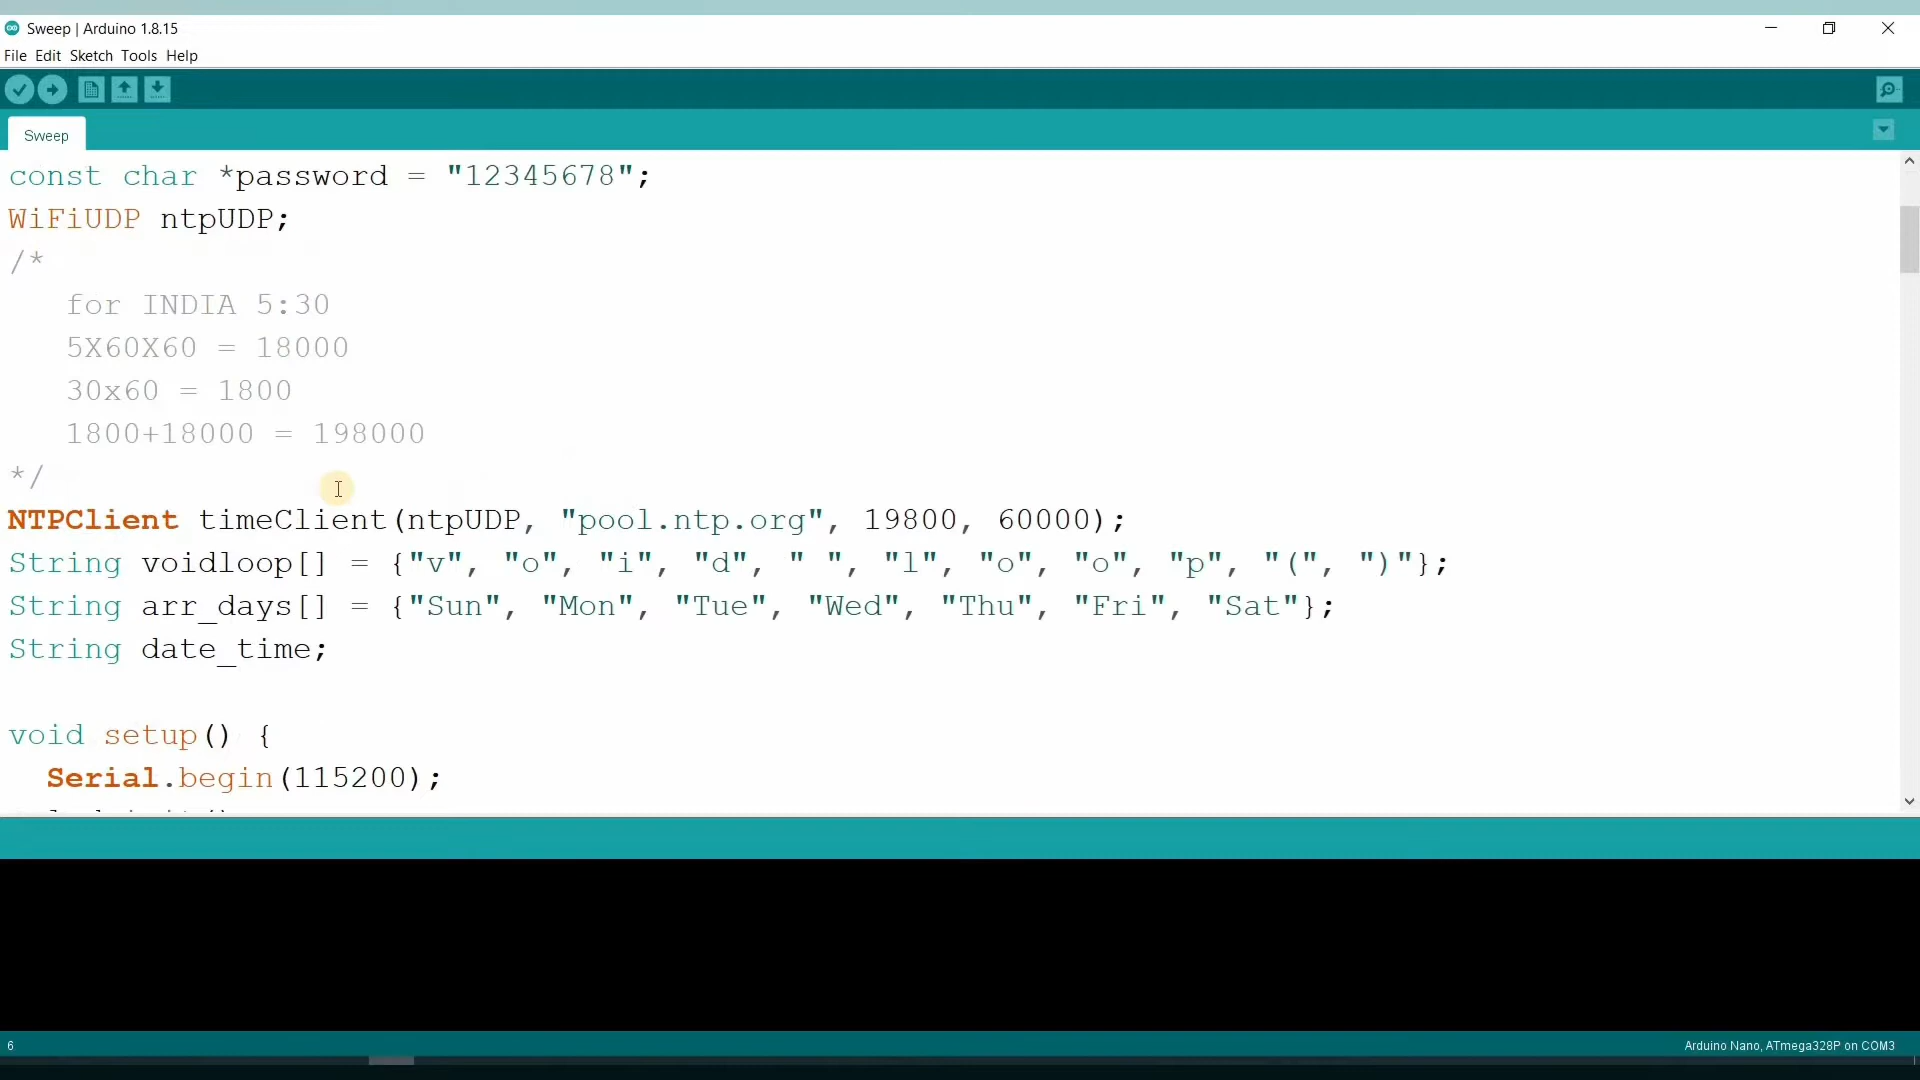 Sweep | Arduino 1.8.15
File Edit Sketch Tools Help
Sweep
const char *password = "12345678";
WiFiUDP ntpUDP;
/*
for INDIA 5:30
5X60X60 = 18000
30x60 = 1800
1800+18000 = 198000
*/
NTPClient timeClient(ntpUDP, "pool.ntp.org", 19800, 60000);
String voidloop[] = {"v", "o", "i", "d", " ", "l", "o", "o", "p", "(", ")"};
String arr_days[] = {"Sun", "Mon", "Tue", "Wed", "Thu", "Fri", "Sat"};
String date_time;
void setup() {
Serial.begin(115200);
6
Arduino Nano, ATmega328P on COM3